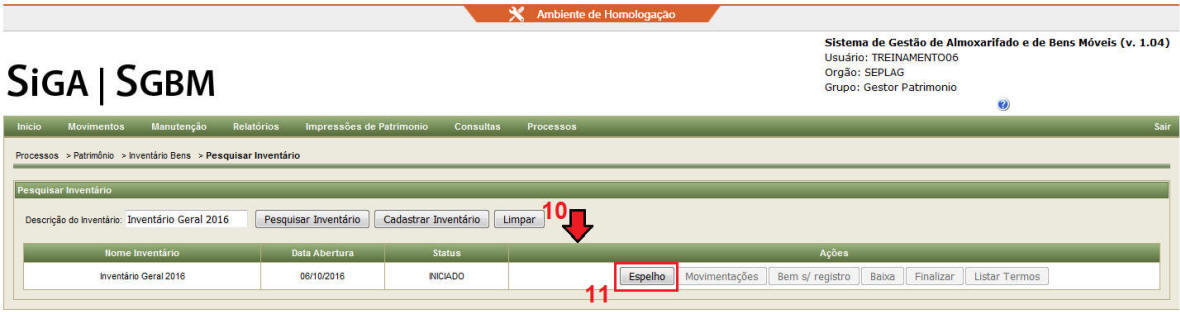 Ambiente de Homologação
Sistema de Gestão de Almoxarifado e de Bens Móveis (v. 1.04)
Usuário: TREINAMENTO06
Orgão: SEPLAG
Grupo: Gestor Patrimonio
?
SIGA | SGBM
Início Movimentos Manutenção Relatórios Impressões de Patrimonio Consultas Processos Sair
Processos > Patrimônio > Inventário Bens > Pesquisar Inventário
Pesquisar Inventário
Descrição do Inventário: Inventário Geral 2016 Pesquisar Inventário Cadastrar Inventário Limpar 10
Nome Inventário Data Abertura Status Ações
Inventário Geral 2016 06/10/2016 INICIADO Espelho Movimentações Bem s/ registro Baixa Finalizar Listar Termos
11